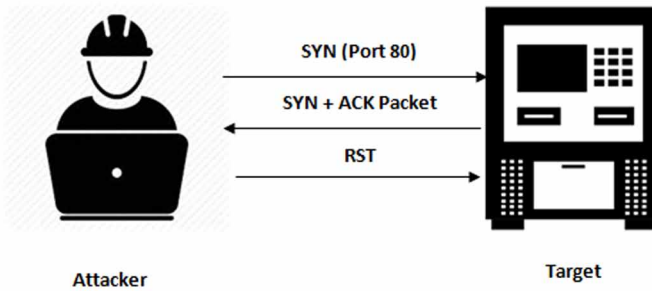 SYN (Port 80)
SYN + ACK Packet
RST
Attacker
Target